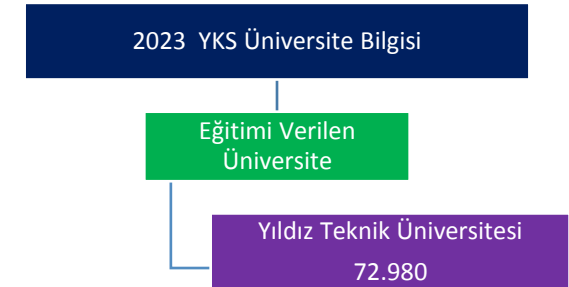 2023 YKS Üniversite Bilgisi
Eğitimi Verilen
Üniversite
Yıldız Teknik Üniversitesi
72.980